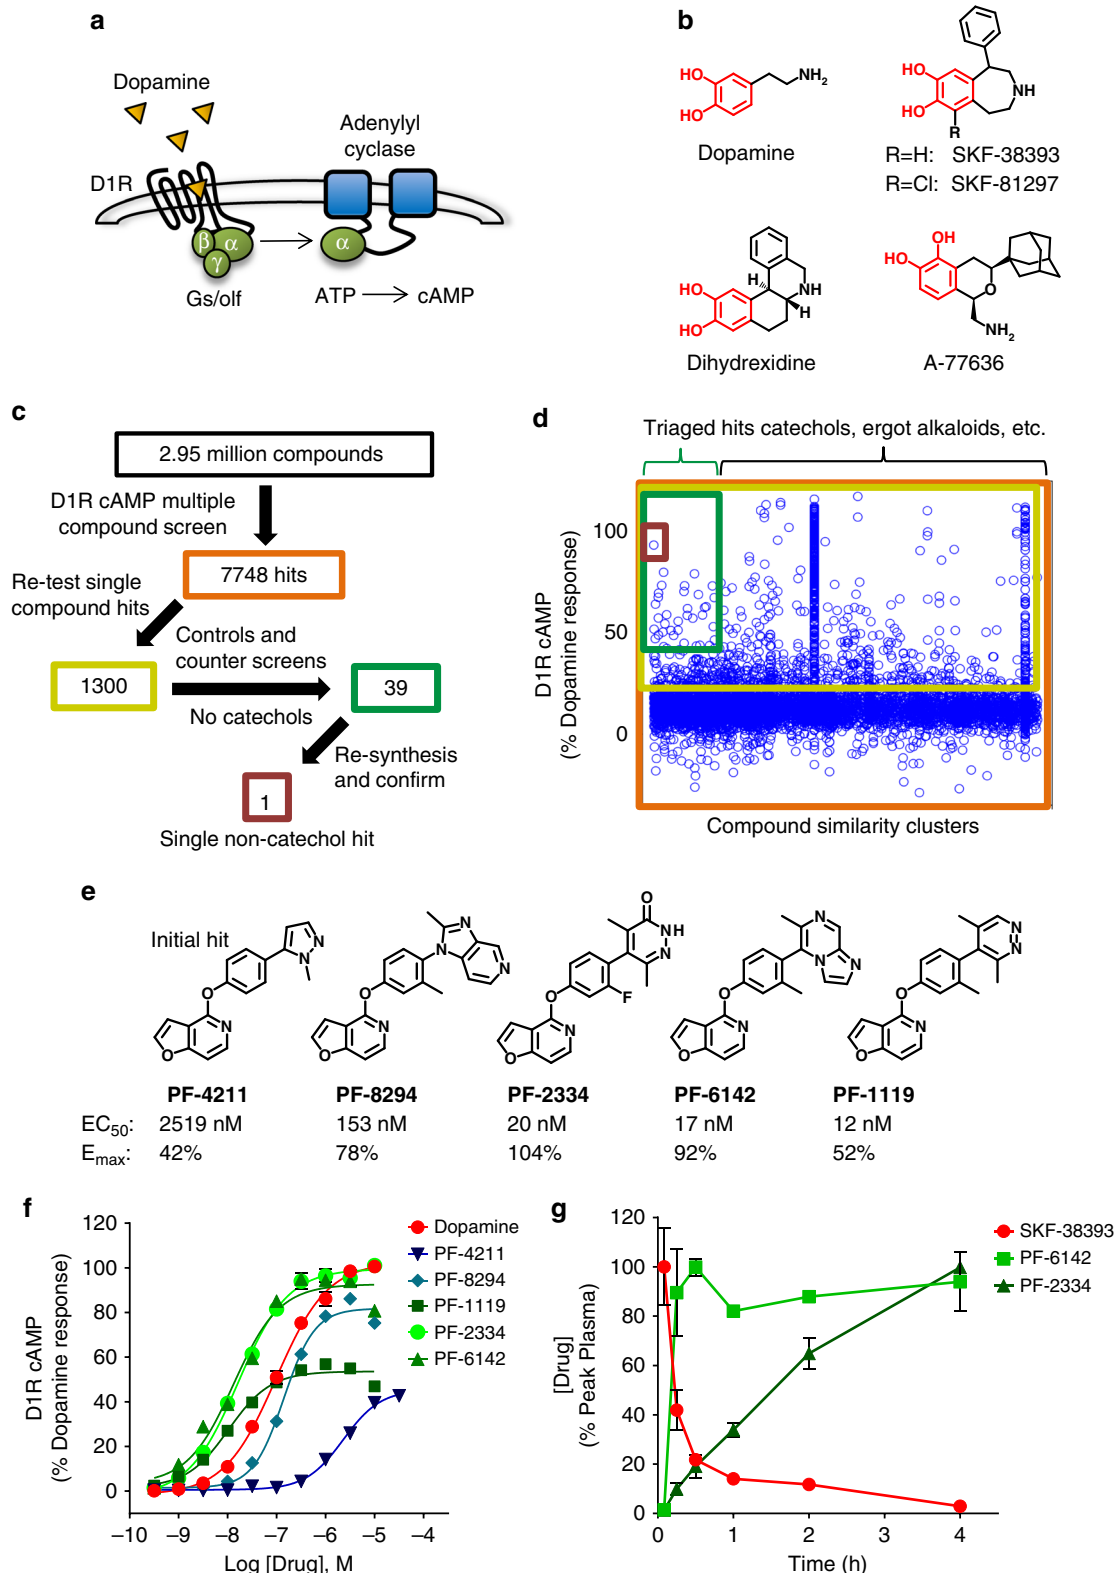 a
Dopamine
D1R
Adenylyl
cyclase
β
α
γ
α
Gs/olf
ATP
cAMP
b
HO
HO
NH2
Dopamine
HO
HO
NH
R
R=H: SKF-38393
R=Cl: SKF-81297
HO
HO
H
H
NH
Dihydrexidine
OH
HO
O
NH2
A-77636
c
2.95 million compounds
D1R cAMP multiple
compound screen
7748 hits
Re-test single
compound hits
Controls and
counter screens
1300
39
No catechols
Re-synthesis
and confirm
1
Single non-catechol hit
d
Triaged hits catechols, ergot alkaloids, etc.
D1R cAMP
(% Dopamine response)
100
50
0
Compound similarity clusters
e
Initial hit
N
N
O
N
O
N
N
N
O
N
O
O
NH
N
F
O
N
O
N
N
N
O
N
O
N
N
O
N
O
PF-4211 PF-8294 PF-2334 PF-6142 PF-1119
EC50: 2519 nM 153 nM 20 nM 17 nM 12 nM
Emax: 42% 78% 104% 92% 52%
f
D1R cAMP
(% Dopamine response)
120
100
80
60
40
20
0
–10 –9 –8 –7 –6 –5 –4
Log [Drug], M
Dopamine
PF-4211
PF-8294
PF-1119
PF-2334
PF-6142
g
[Drug]
(% Peak Plasma)
120
100
80
60
40
20
0
0 1 2 3 4
Time (h)
SKF-38393
PF-6142
PF-2334